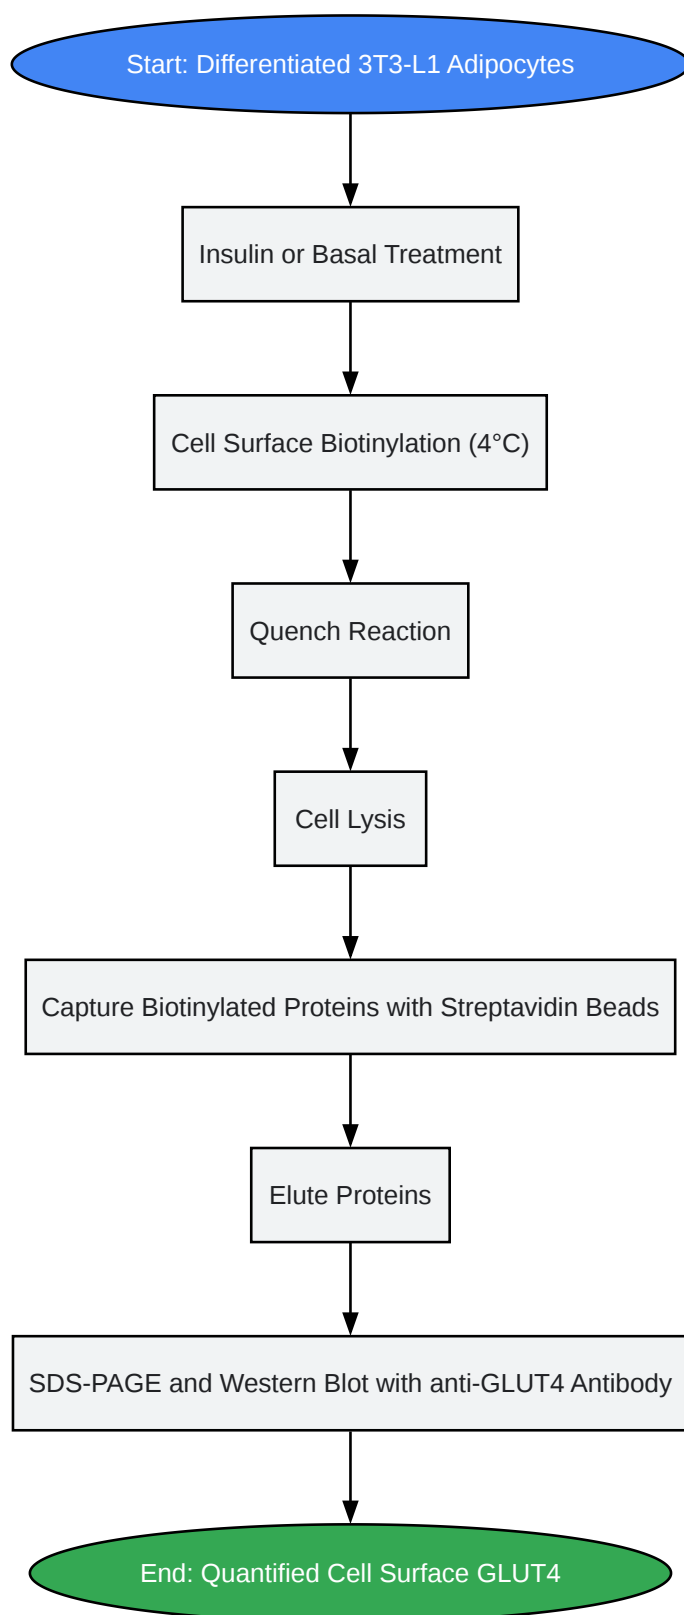 Start: Differentiated 3T3-L1 Adipocytes
Insulin or Basal Treatment
Cell Surface Biotinylation (4°C)
Quench Reaction
Cell Lysis
Capture Biotinylated Proteins with Streptavidin Beads
Elute Proteins
SDS-PAGE and Western Blot with anti-GLUT4 Antibody
End: Quantified Cell Surface GLUT4